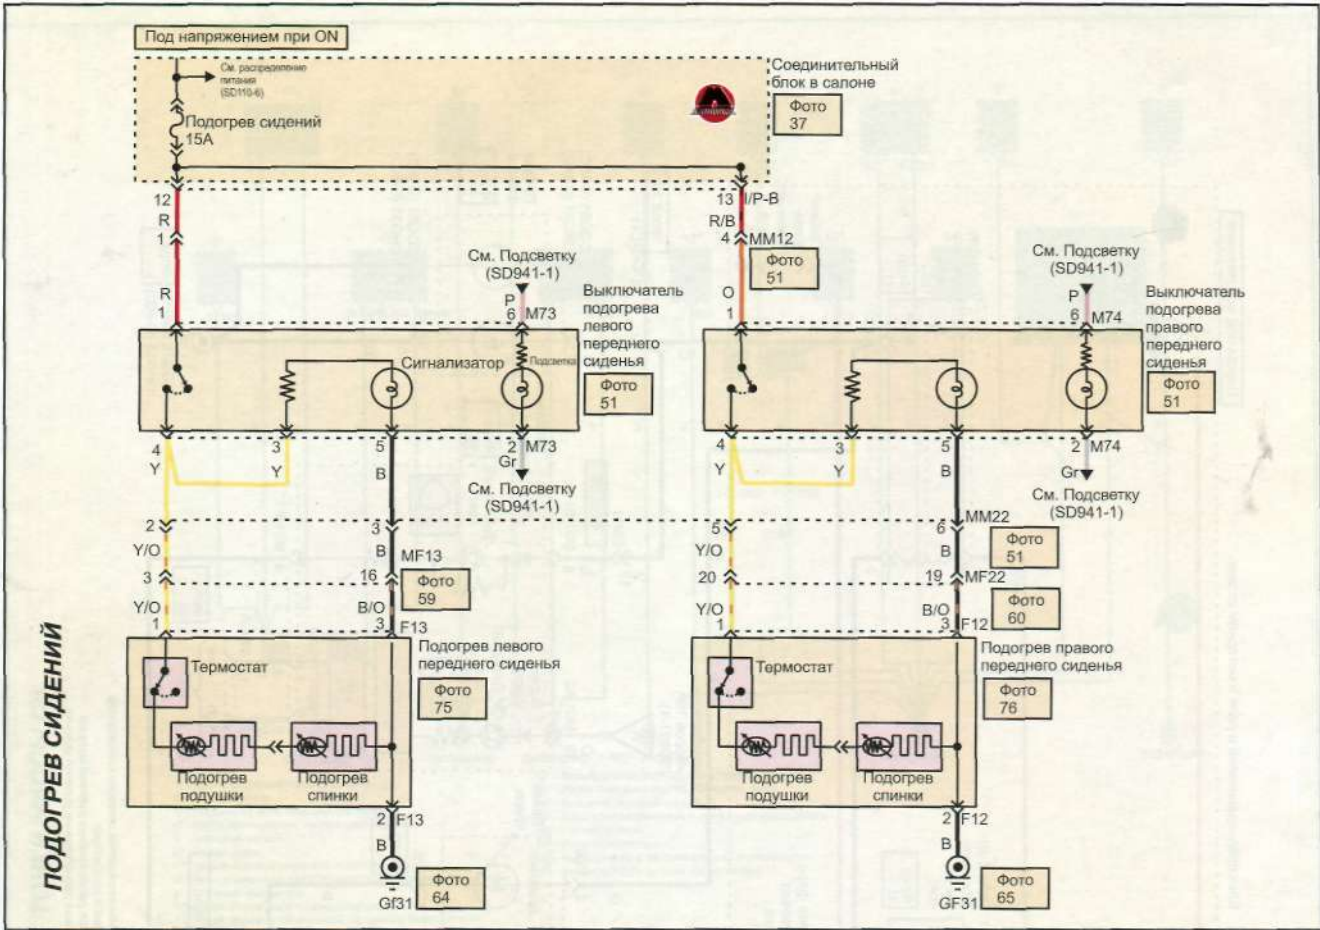 Под напряжением при ON
См. распределение
питания
(SD110-6)
Подогрев сидений
15А
Соединительный
блок в салоне
Фото
37
12
R
1
R
1
13
I/P-B
R/B
4
MM12
Фото
51
O
1
См. Подсветку
(SD941-1)
P
6
M73
Выключатель
подогрева
левого
переднего
сиденья
Фото
51
См. Подсветку
(SD941-1)
P
6
M74
Выключатель
подогрева
правого
переднего
сиденья
Фото
51
Сигнализатор
Подсветка
4
Y
3
Y
5
B
2
M73
Gr
См. Подсветку
(SD941-1)
4
Y
3
Y
5
B
2
M74
Gr
См. Подсветку
(SD941-1)
2
3
5
6
MM22
Фото
51
Y/O
B
MF13
Y/O
B
3
16
Фото
59
20
19
MF22
Фото
60
Y/O
B/O
Y/O
B/O
1
3
F13
1
3
F12
Подогрев левого
переднего сиденья
Фото
75
Подогрев правого
переднего сиденья
Фото
76
Термостат
Термостат
Подогрев
подушки
Подогрев
спинки
Подогрев
подушки
Подогрев
спинки
2
F13
B
Gf31
Фото
64
2
F12
B
GF31
Фото
65
ПОДОГРЕВ СИДЕНИЙ